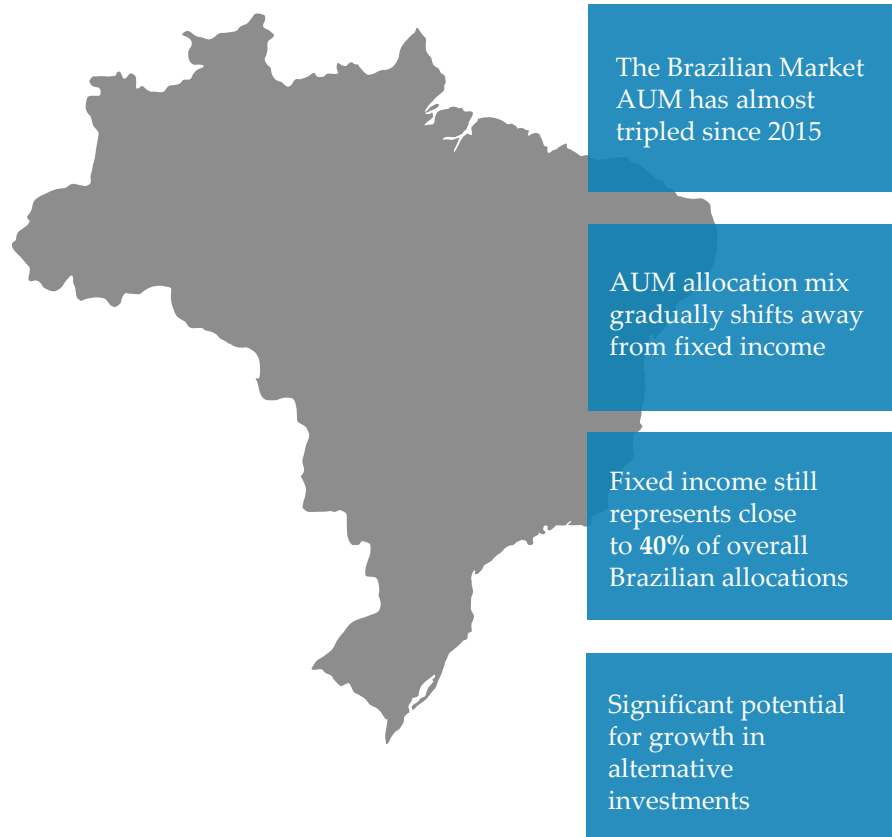 The Brazilian Market
AUM has almost
tripled since 2015
AUM allocation mix
gradually shifts away
from fixed income
Fixed income still
represents close
to 40% of overall
Brazilian allocations
Significant potential
for growth in
alternative
investments